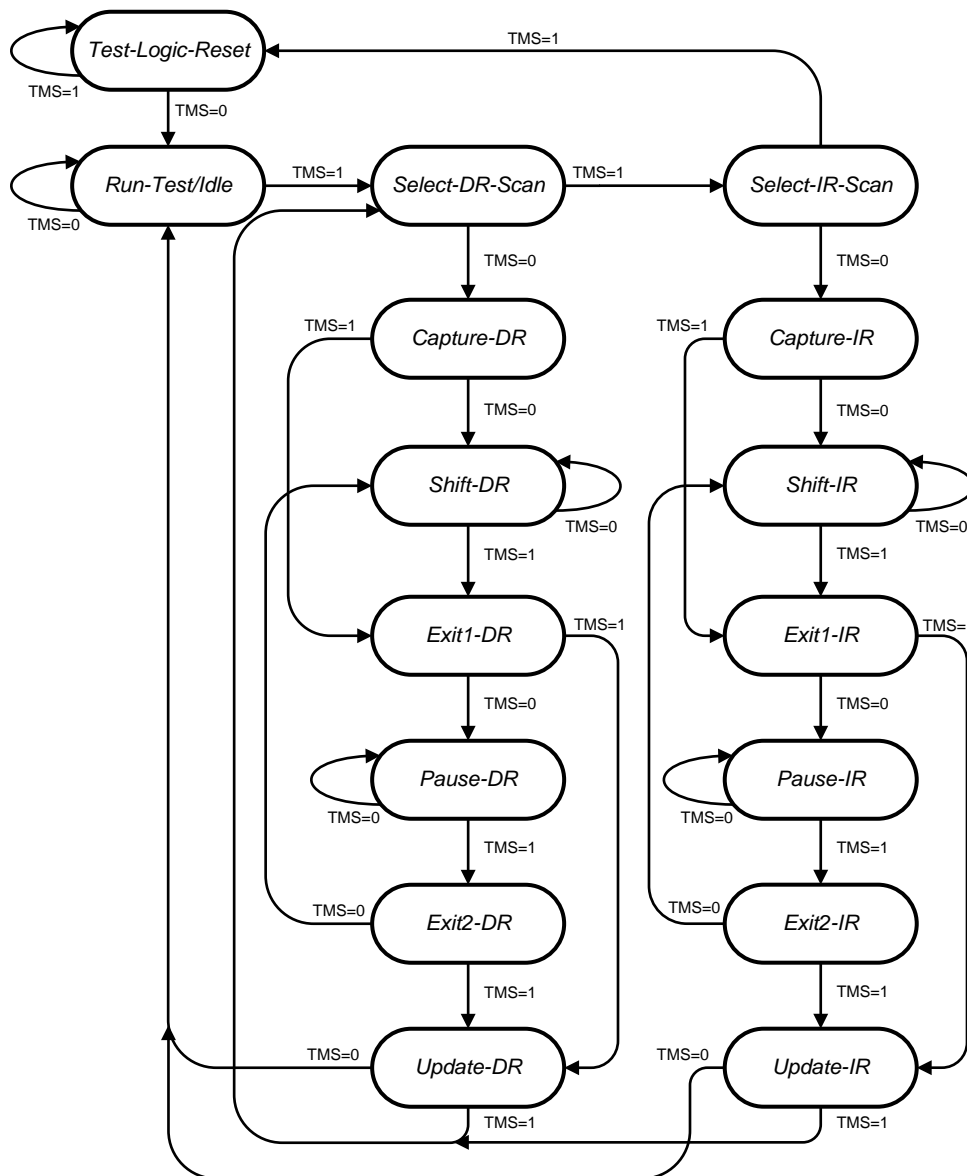 Test-Logic-Reset
TMS=1
TMS=1
TMS=0
Run-Test/Idle
TMS=1
Select-DR-Scan
TMS=1
Select-IR-Scan
TMS=0
TMS=0
TMS=0
TMS=1
Capture-DR
TMS=1
Capture-IR
TMS=0
TMS=0
Shift-DR
Shift-IR
TMS=0
TMS=0
TMS=1
TMS=1
Exit1-DR
TMS=1
Exit1-IR
TMS=
TMS=0
TMS=0
Pause-DR
Pause-IR
TMS=0
TMS=0
TMS=1
TMS=1
TMS=0
Exit2-DR
TMS=0
Exit2-IR
TMS=1
TMS=1
TMS=0
Update-DR
TMS=0
Update-IR
TMS=1
TMS=1